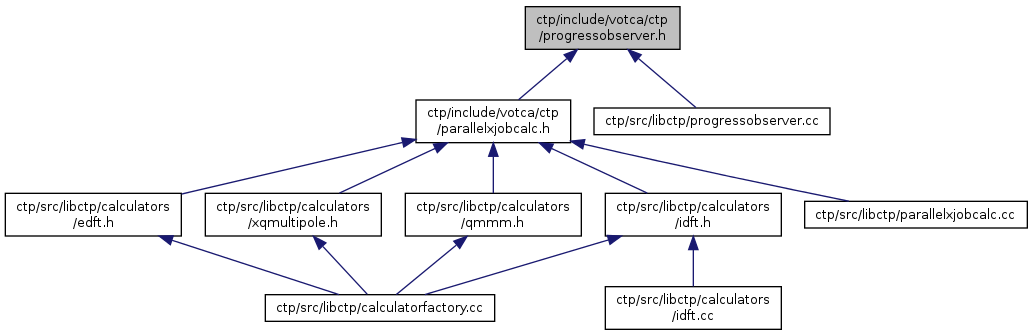 ctp/include/votca/ctp
/progressobserver.h
ctp/include/votca/ctp
/parallelxjobcalc.h
ctp/src/libctp/progressobserver.cc
ctp/src/libctp/calculators
/edft.h
ctp/src/libctp/calculators
/xqmultipole.h
ctp/src/libctp/calculators
/qmmm.h
ctp/src/libctp/calculators
/idft.h
ctp/src/libctp/parallelxjobcalc.cc
ctp/src/libctp/calculatorfactory.cc
ctp/src/libctp/calculators
/idft.cc